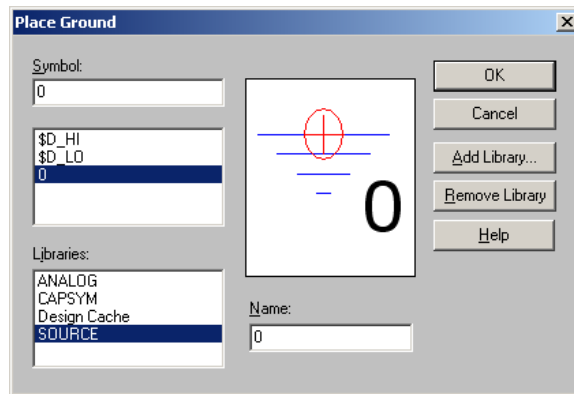 Place Ground
Symbol:
0
$D_HI
$D_LO
0
Libraries:
ANALOG
CAPSYM
Design Cache
SOURCE
0
Name:
0
OK
Cancel
Add Library...
Remove Library
Help